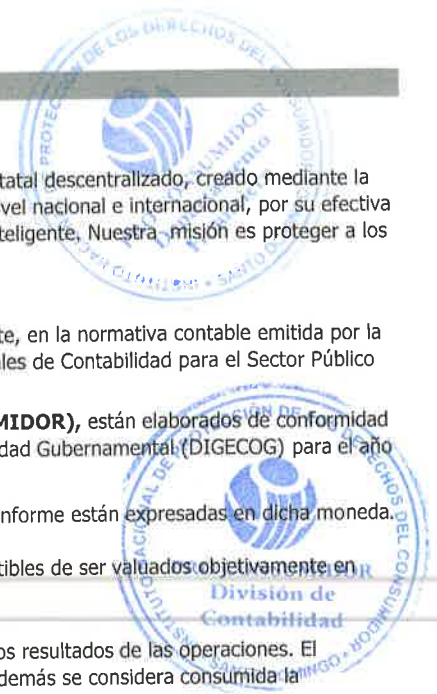 tatal descentralizado, creado mediante la
vel nacional e internacional, por su efectiva
teligente. Nuestra misión es proteger a los
te, en la normativa contable emitida por la
les de Contabilidad para el Sector Público
MIDOR), están elaborados de conformidad
dad Gubernamental (DIGECOG) para el año
nforme están expresadas en dicha moneda.
tibles de ser valuados objetivamente en
División de
Contabilidad
os resultados de las operaciones. El
demás se considera consumida la